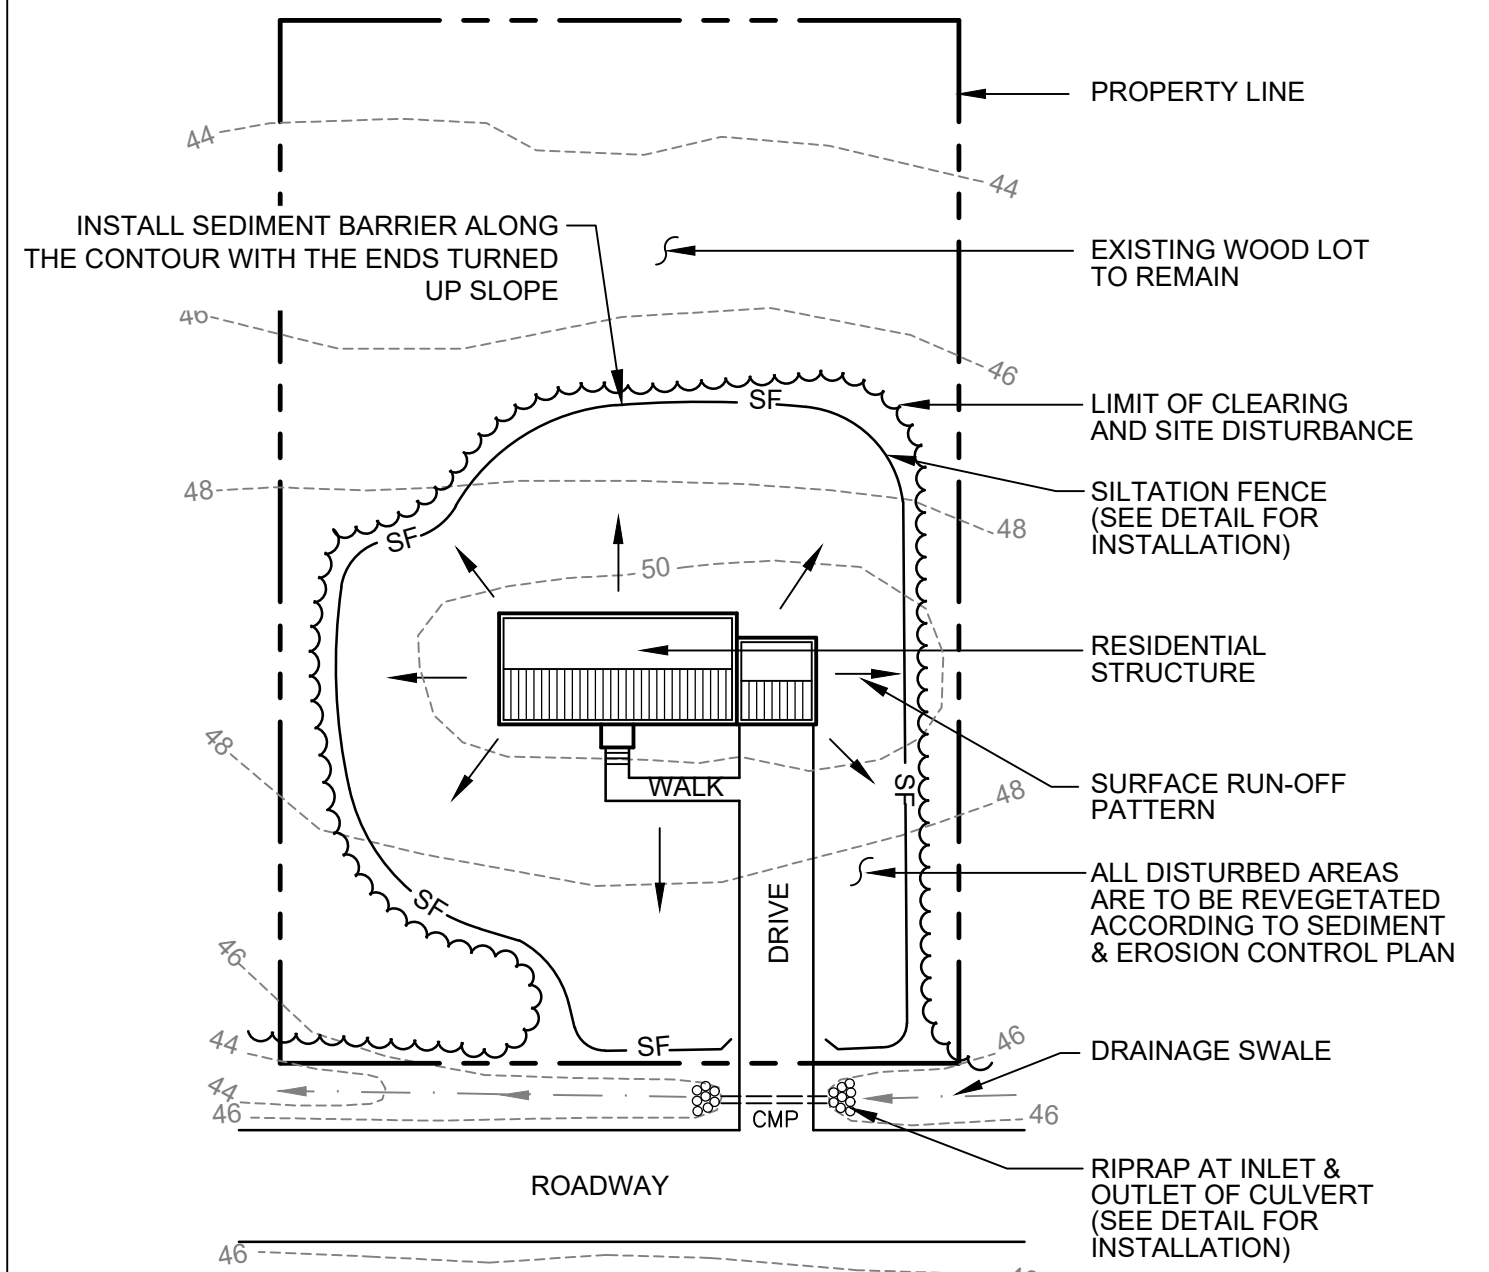 PROPERTY LINE
44
44
INSTALL SEDIMENT BARRIER ALONG
THE CONTOUR WITH THE ENDS TURNED
UP SLOPE
EXISTING WOOD LOT
TO REMAIN
46
46
SF
LIMIT OF CLEARING
AND SITE DISTURBANCE
48
48
SILTATION FENCE
(SEE DETAIL FOR
INSTALLATION)
SF
50
RESIDENTIAL
STRUCTURE
48
48
WALK
SF
SURFACE RUN-OFF
PATTERN
ALL DISTURBED AREAS
ARE TO BE REVEGETATED
ACCORDING TO SEDIMENT
& EROSION CONTROL PLAN
SF
DRIVE
46
44
SF
46
DRAINAGE SWALE
44
46
CMP
46
ROADWAY
RIPRAP AT INLET &
OUTLET OF CULVERT
(SEE DETAIL FOR
INSTALLATION)
46